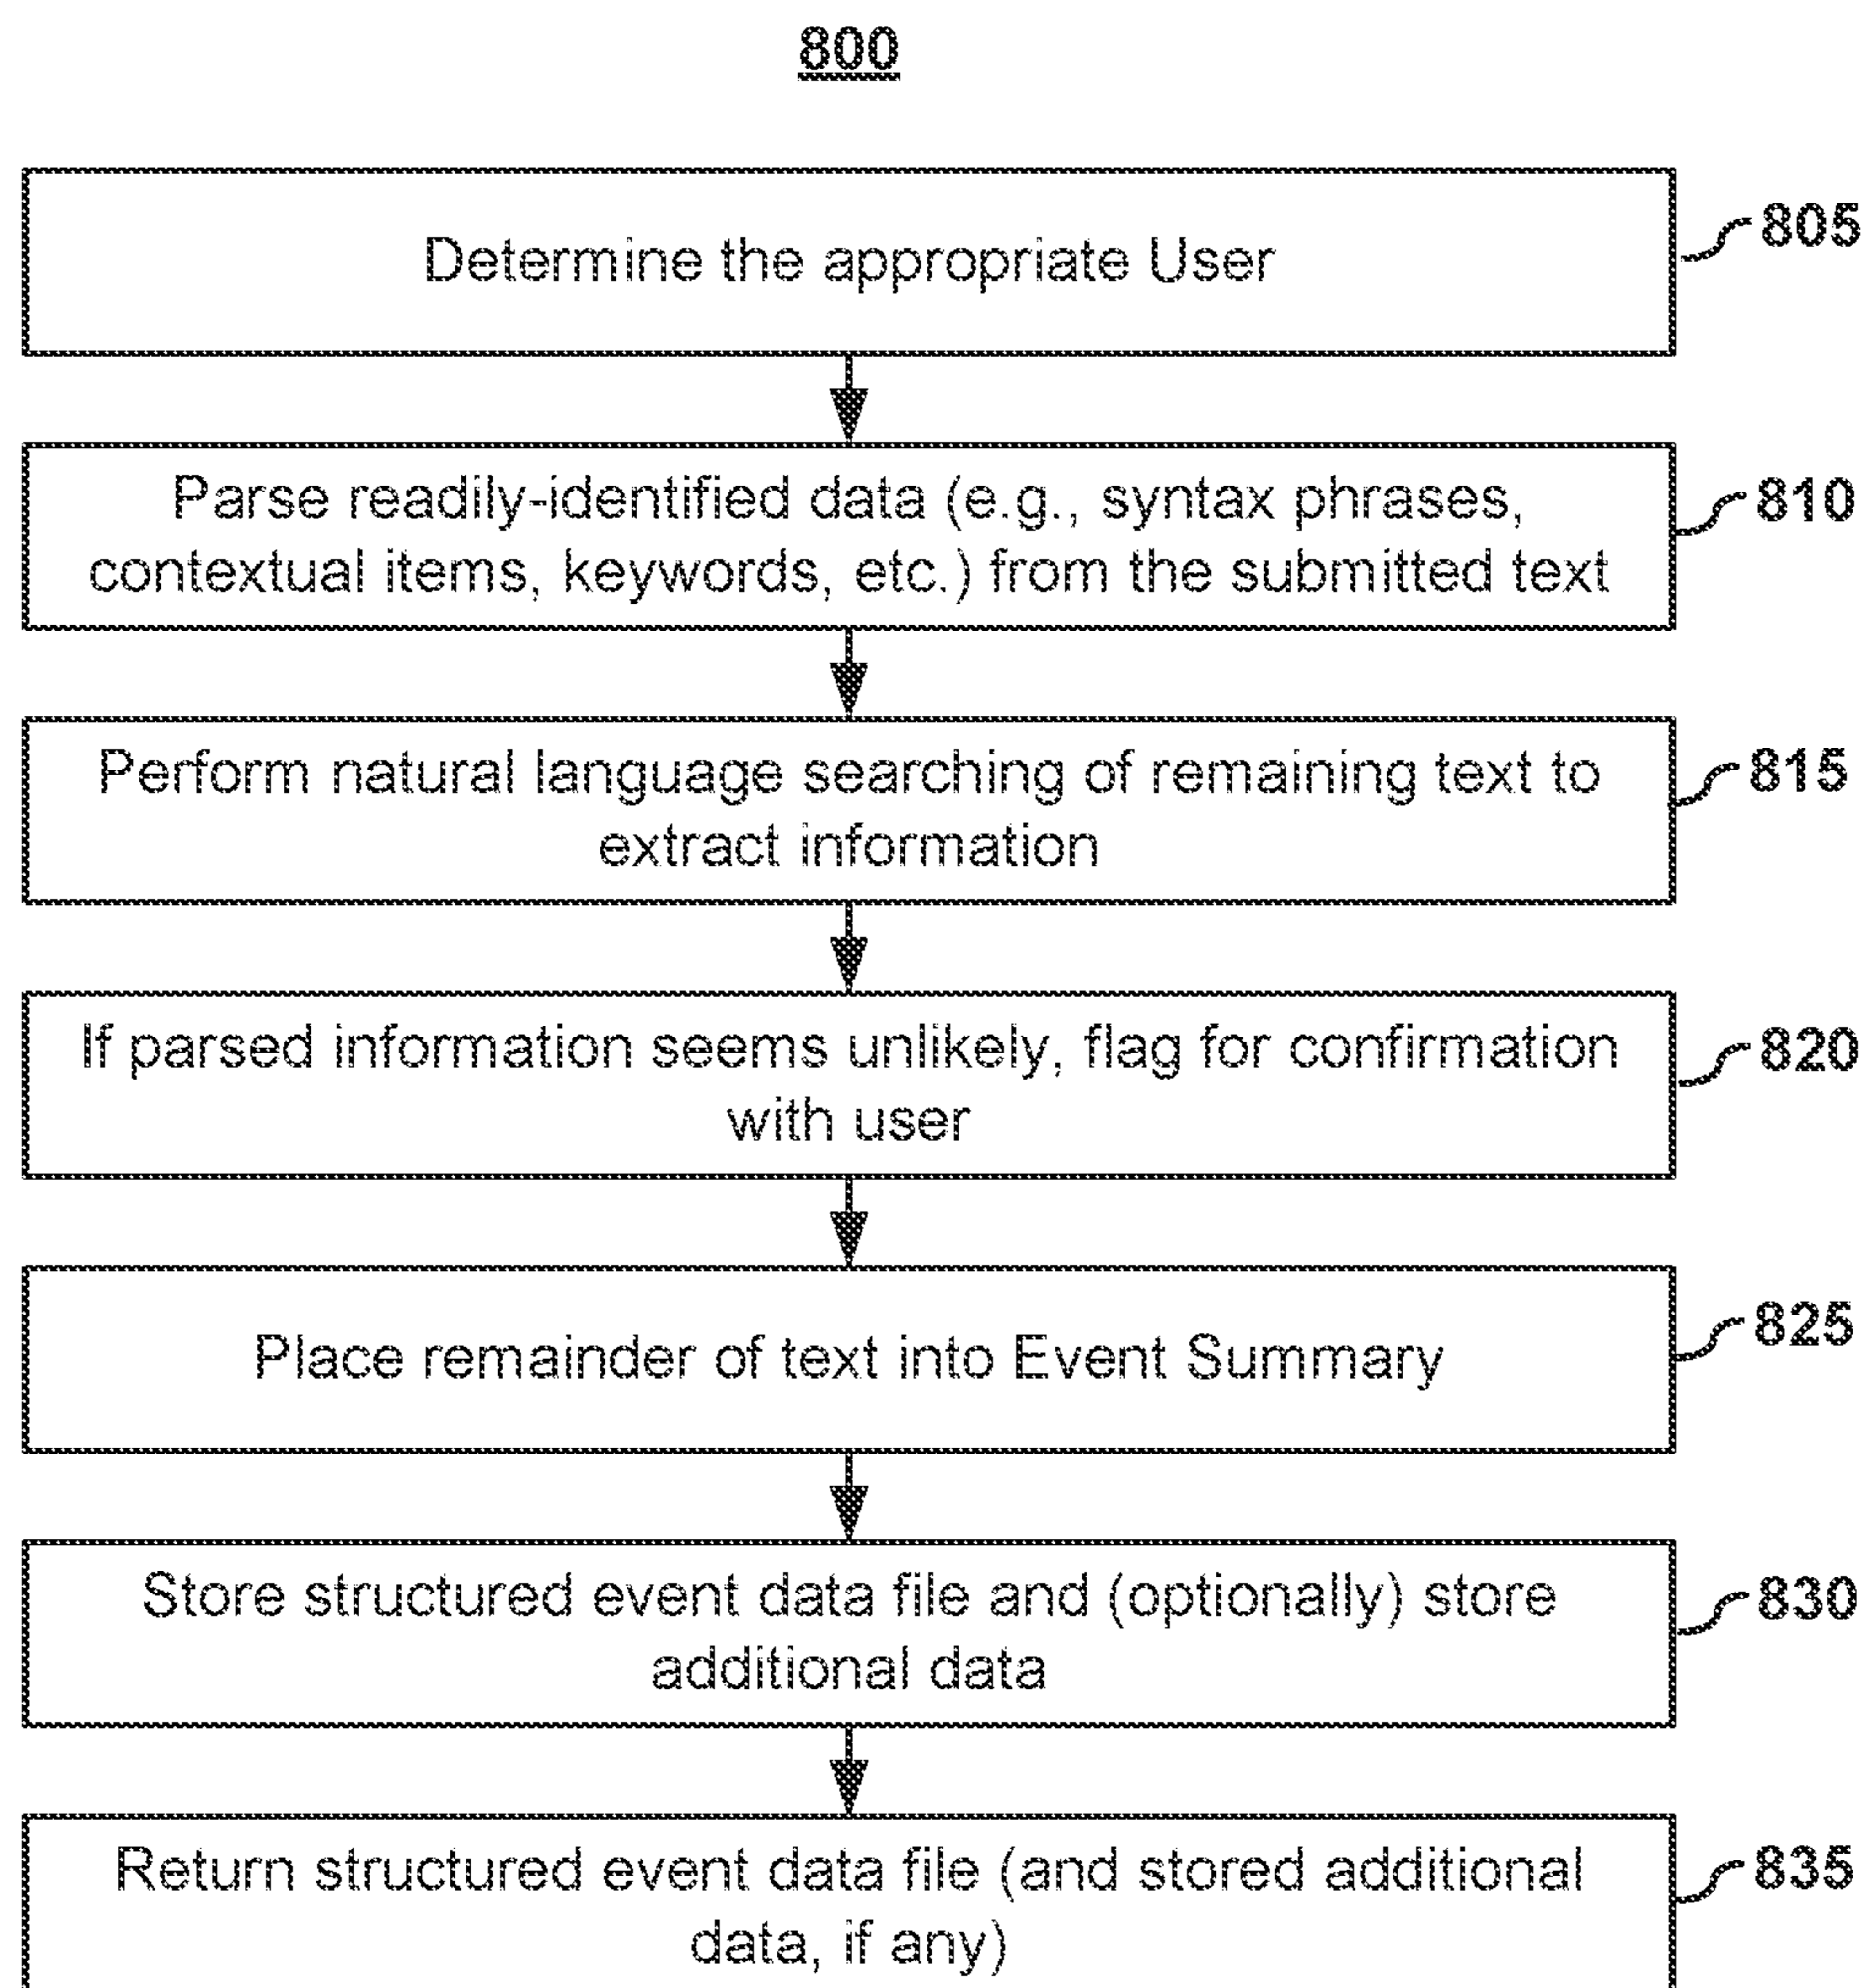 800
Determine the appropriate User
805
Parse readily-identified data (e.g., syntax phrases,
contextual items, keywords, etc.) from the submitted text
810
Perform natural language searching of remaining text to
extract information
815
If parsed information seems unlikely, flag for confirmation
with user
820
Place remainder of text into Event Summary
825
Store structured event data file and (optionally) store
additional data
830
Return structured event data file (and stored additional
data, if any)
835